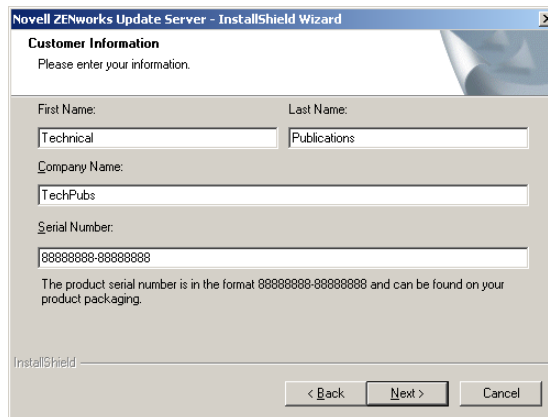 Novell ZENworks Update Server - InstallShield Wizard
Customer Information
Please enter your information.
First Name: Last Name:
Technical Publications
Company Name:
TechPubs
Serial Number:
88888888-88888888
The product serial number is in the format 88888888-88888888 and can be found on your
product packaging.
InstallShield
< Back Next > Cancel